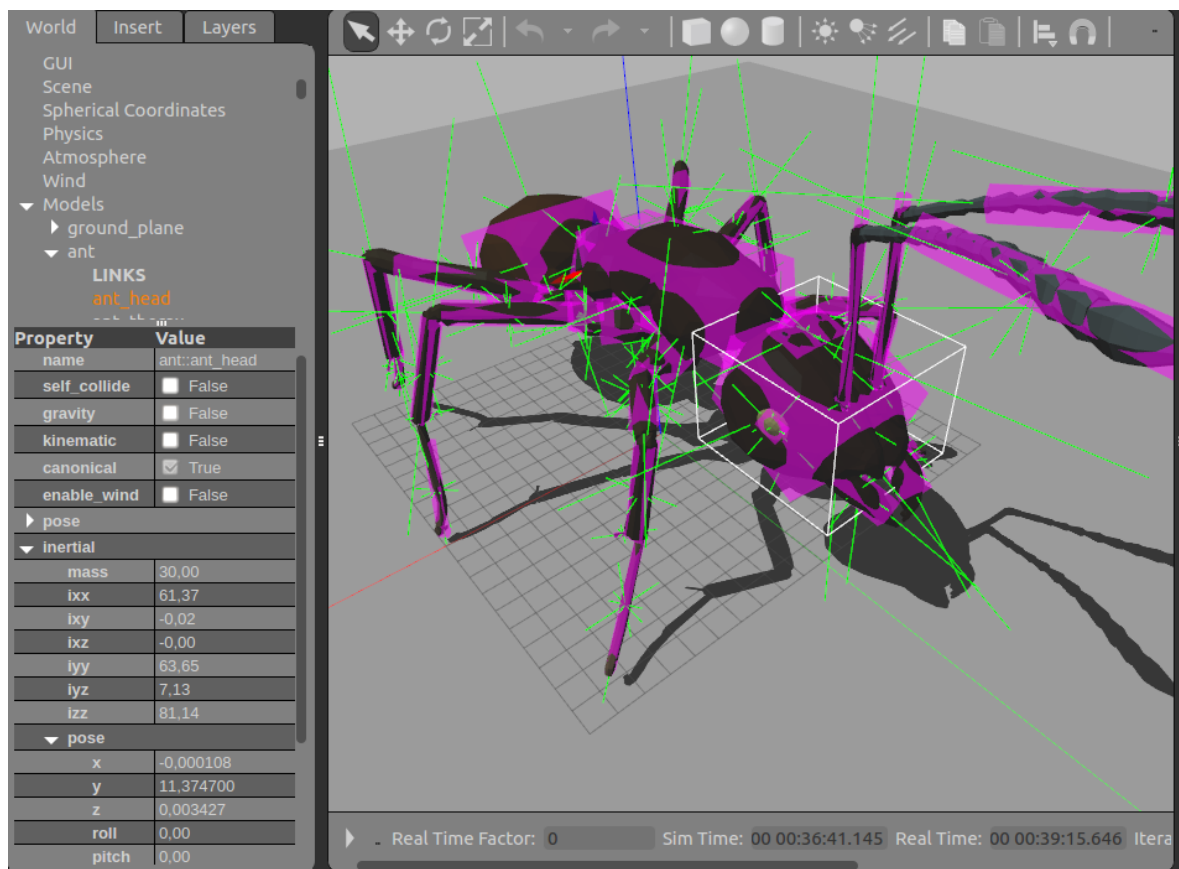 World Insert Layers
GUI
Scene
Spherical Coordinates
Physics
Atmosphere
Wind
Models
ground_plane
ant
LINKS
ant_head
Property Value
name ant::ant_head
self_collide False
gravity False
kinematic False
canonical True
enable_wind False
pose
inertial
mass 30,00
ixx 61,37
ixy -0,02
ixz -0,00
iyy 63,65
iyz 7,13
izz 81,14
pose
x -0,000108
y 11,374700
z 0,003427
roll 0,00
pitch 0,00
Real Time Factor: 0 Sim Time: 00 00:36:41.145 Real Time: 00 00:39:15.646 Itera